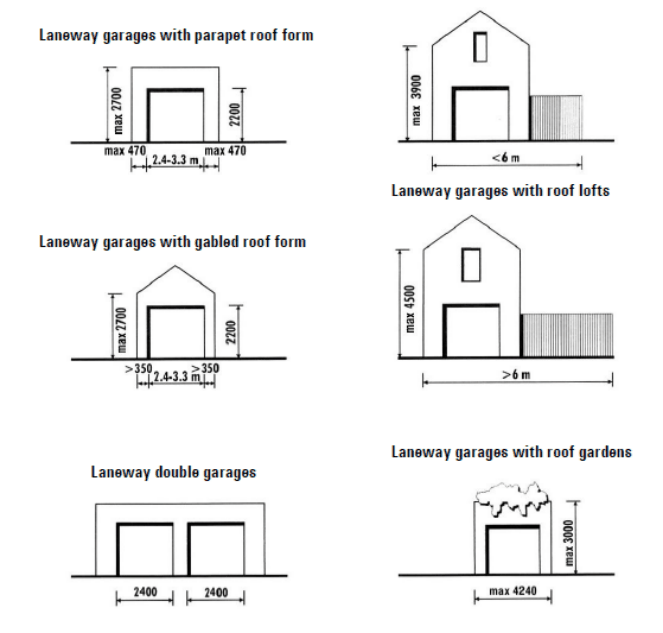 Laneway garages with parapet roof form
max 2700
2200
max 470
max 470
2.4-3.3 m
max 3900
<6 m
Laneway garages with roof lofts
Laneway garages with gabled roof form
max 2700
2200
>350
>350
2.4-3.3 m
max 4500
>6 m
Laneway double garages
2400
2400
Laneway garages with roof gardens
max 3000
max 4240